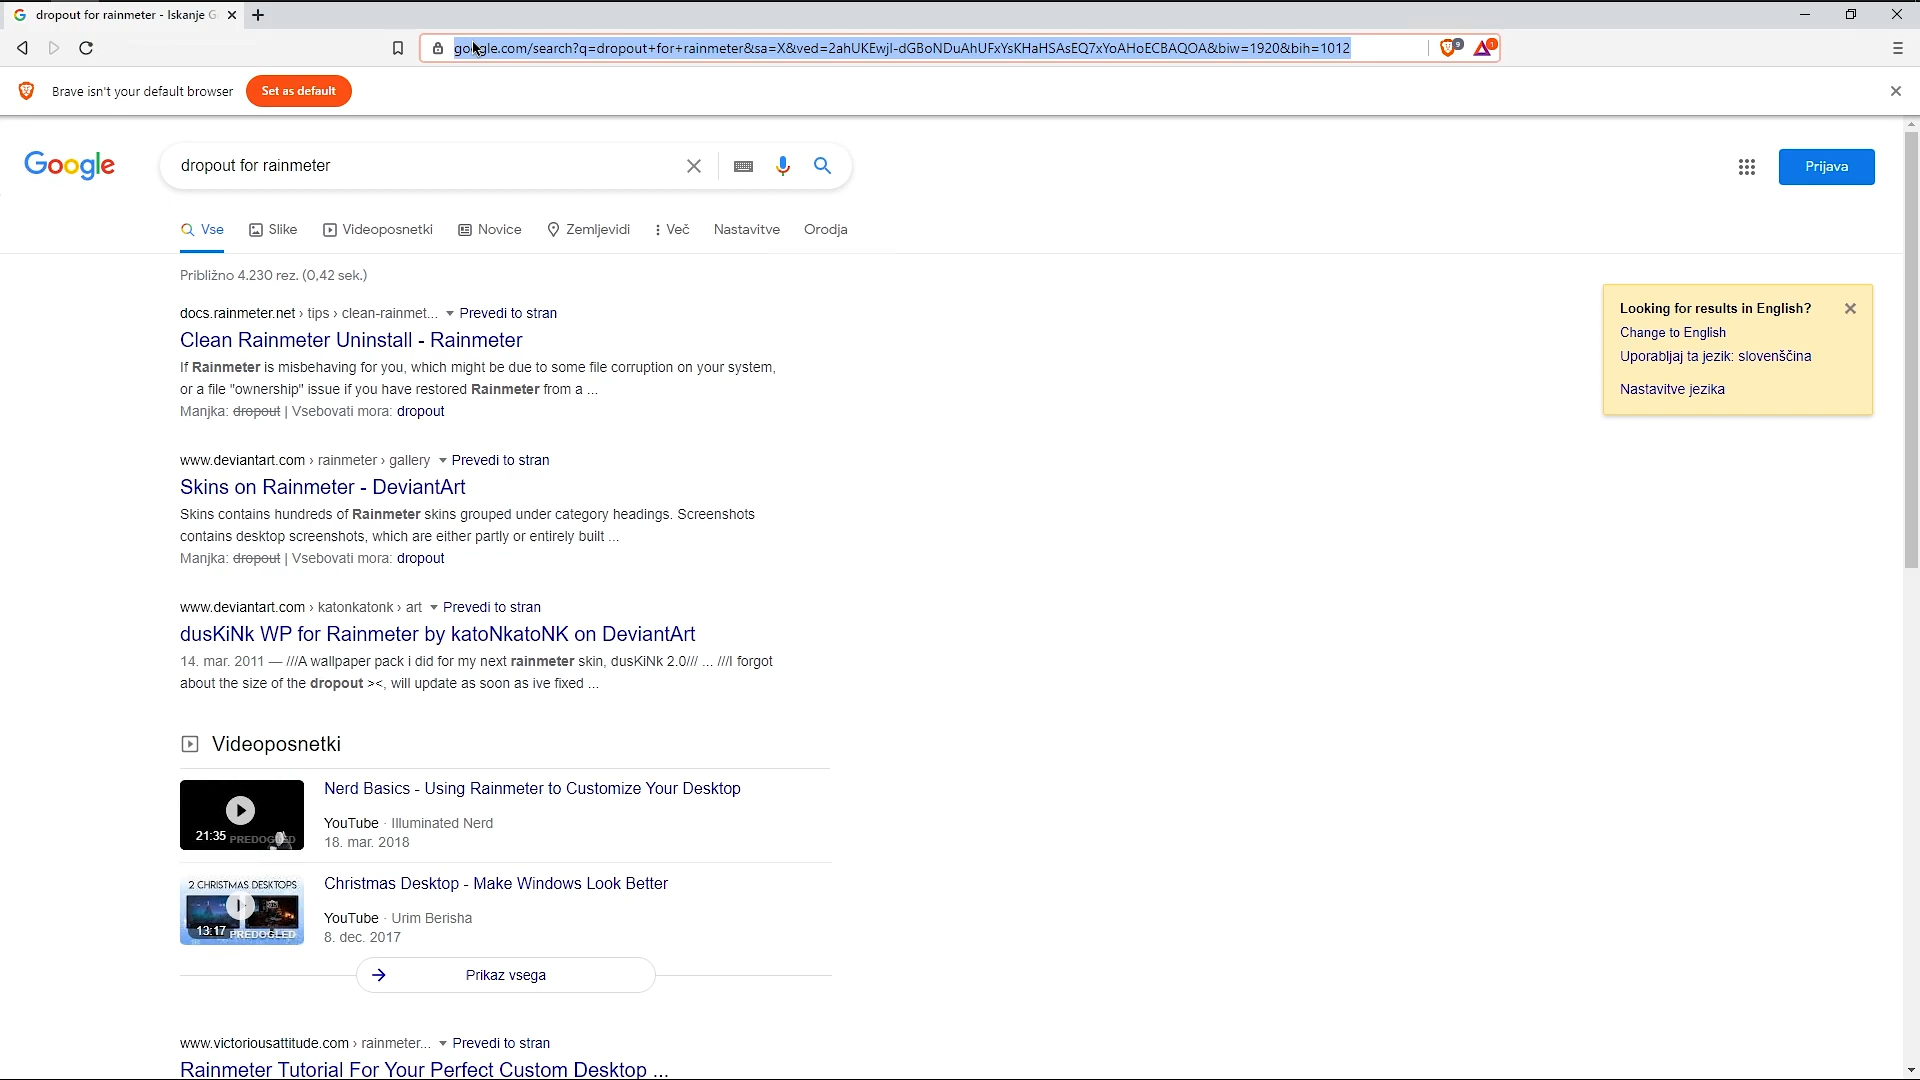 dropout for rainmeter - Iskanje G
google.com/search?q=dropout+for+rainmeter&sa=X&ved=2ahUKEwjl-dGBoNDuAhUFxYsKHaHSAsEQ7xYoAHoECBAQOA&biw=1920&bih=1012
9
1
Brave isn't your default browser
Set as default
Google
dropout for rainmeter
Prijava
Vse
Slike
Videoposnetki
Novice
Zemljevidi
Več
Nastavitve
Orodja
Približno 4.230 rez. (0,42 sek.)
Looking for results in English?
Change to English
Uporabljaj ta jezik: slovenščina
Nastavitve jezika
docs.rainmeter.net › tips › clean-rainmet... Prevedi to stran
Clean Rainmeter Uninstall - Rainmeter
If Rainmeter is misbehaving for you, which might be due to some file corruption on your system,
or a file "ownership" issue if you have restored Rainmeter from a ...
Manjka: dropout | Vsebovati mora: dropout
www.deviantart.com › rainmeter › gallery Prevedi to stran
Skins on Rainmeter - DeviantArt
Skins contains hundreds of Rainmeter skins grouped under category headings. Screenshots
contains desktop screenshots, which are either partly or entirely built ...
Manjka: dropout | Vsebovati mora: dropout
www.deviantart.com › katonkatonk › art Prevedi to stran
dusKiNk WP for Rainmeter by katoNkatoNK on DeviantArt
14. mar. 2011 — ///A wallpaper pack i did for my next rainmeter skin, dusKiNk 2.0/// ... ///I forgot
about the size of the dropout ><, will update as soon as ive fixed ...
Videoposnetki
21:35 PREDOGLED
Nerd Basics - Using Rainmeter to Customize Your Desktop
YouTube · Illuminated Nerd
18. mar. 2018
2 CHRISTMAS DESKTOPS
13:17 PREDOGLED
Christmas Desktop - Make Windows Look Better
YouTube · Urim Berisha
8. dec. 2017
Prikaz vsega
www.victoriousattitude.com › rainmeter... Prevedi to stran
Rainmeter Tutorial For Your Perfect Custom Desktop ...